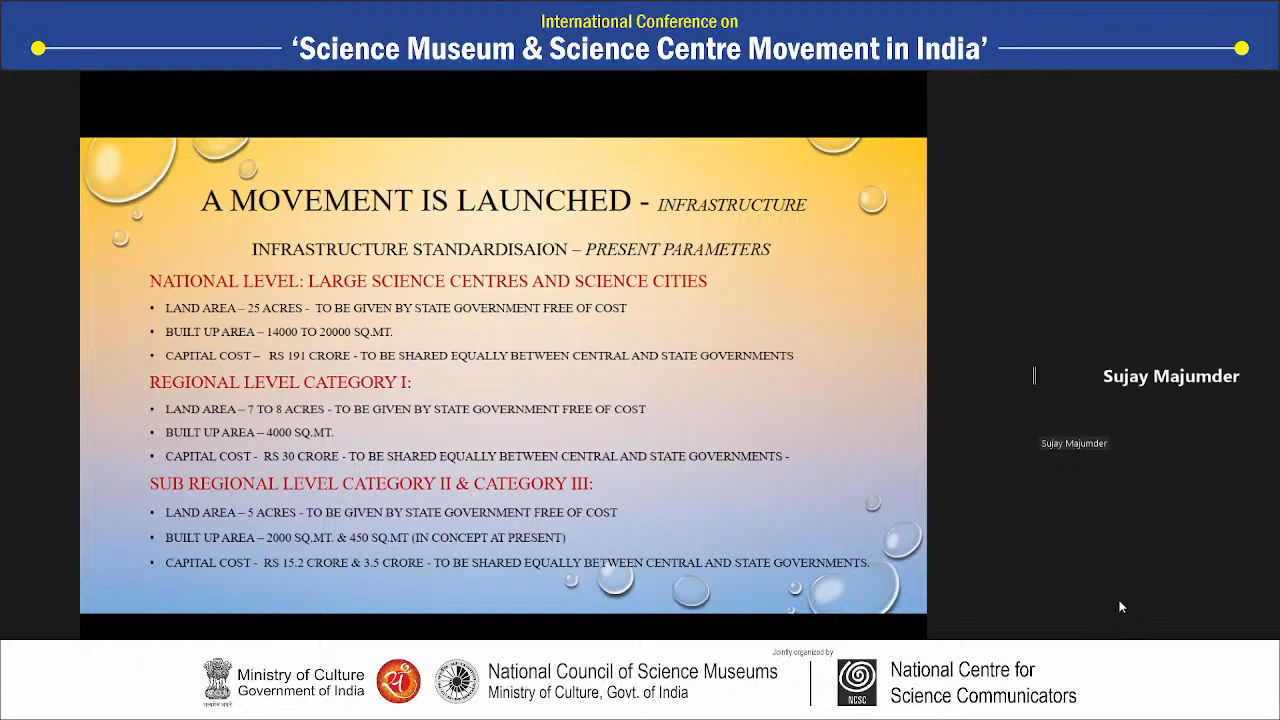 International Conference on
‘Science Museum & Science Centre Movement in India’
A MOVEMENT IS LAUNCHED - INFRASTRUCTURE
INFRASTRUCTURE STANDARDISAION – PRESENT PARAMETERS
NATIONAL LEVEL: LARGE SCIENCE CENTRES AND SCIENCE CITIES
• LAND AREA – 25 ACRES - TO BE GIVEN BY STATE GOVERNMENT FREE OF COST
• BUILT UP AREA – 14000 TO 20000 SQ.MT.
• CAPITAL COST – RS 191 CRORE - TO BE SHARED EQUALLY BETWEEN CENTRAL AND STATE GOVERNMENTS
REGIONAL LEVEL CATEGORY I:
• LAND AREA – 7 TO 8 ACRES - TO BE GIVEN BY STATE GOVERNMENT FREE OF COST
• BUILT UP AREA – 4000 SQ.MT.
• CAPITAL COST - RS 30 CRORE - TO BE SHARED EQUALLY BETWEEN CENTRAL AND STATE GOVERNMENTS -
SUB REGIONAL LEVEL CATEGORY II & CATEGORY III:
• LAND AREA – 5 ACRES - TO BE GIVEN BY STATE GOVERNMENT FREE OF COST
• BUILT UP AREA – 2000 SQ.MT. & 450 SQ.MT (IN CONCEPT AT PRESENT)
• CAPITAL COST - RS 15.2 CRORE & 3.5 CRORE - TO BE SHARED EQUALLY BETWEEN CENTRAL AND STATE GOVERNMENTS.
Sujay Majumder
Sujay Majumder
Jointly organized by
Ministry of Culture
Government of India
सत्यमेव जयते
National Council of Science Museums
Ministry of Culture, Govt. of India
NCSC
National Centre for
Science Communicators